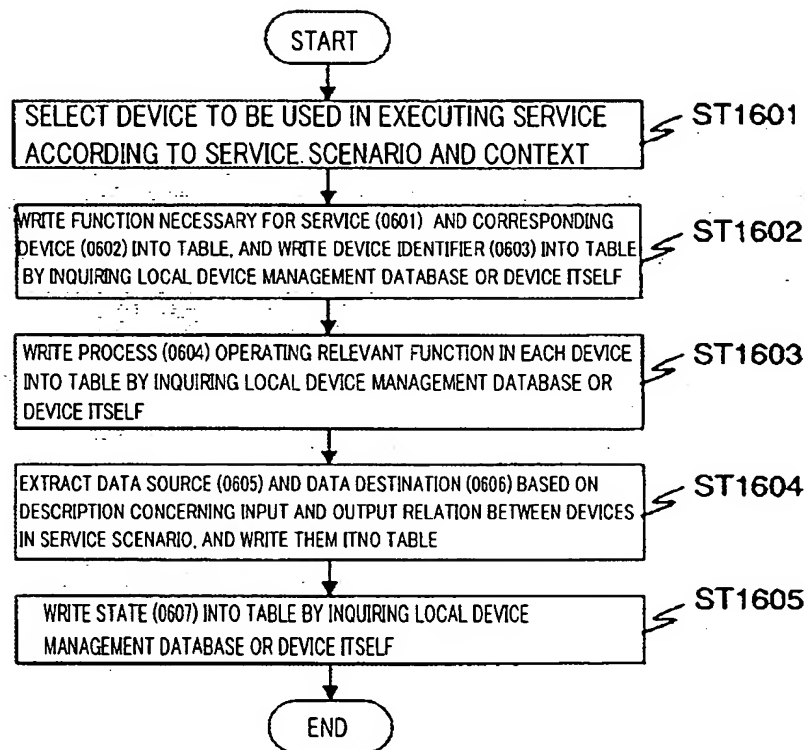 START
SELECT DEVICE TO BE USED IN EXECUTING SERVICE
ACCORDING TO SERVICE SCENARIO AND CONTEXT
ST1601
WRITE FUNCTION NECESSARY FOR SERVICE (0601) AND CORRESPONDING
DEVICE (0602) INTO TABLE, AND WRITE DEVICE IDENTIFIER (0603) INTO TABLE
BY INQUIRING LOCAL DEVICE MANAGEMENT DATABASE OR DEVICE ITSELF
ST1602
WRITE PROCESS (0604) OPERATING RELEVANT FUNCTION IN EACH DEVICE
INTO TABLE BY INQUIRING LOCAL DEVICE MANAGEMENT DATABASE OR
DEVICE ITSELF
ST1603
EXTRACT DATA SOURCE (0605) AND DATA DESTINATION (0606) BASED ON
DESCRIPTION CONCERNING INPUT AND OUTPUT RELATION BETWEEN DEVICES
IN SERVICE SCENARIO, AND WRITE THEM ITNO TABLE
ST1604
WRITE STATE (0607) INTO TABLE BY INQUIRING LOCAL DEVICE
MANAGEMENT DATABASE OR DEVICE ITSELF
ST1605
END